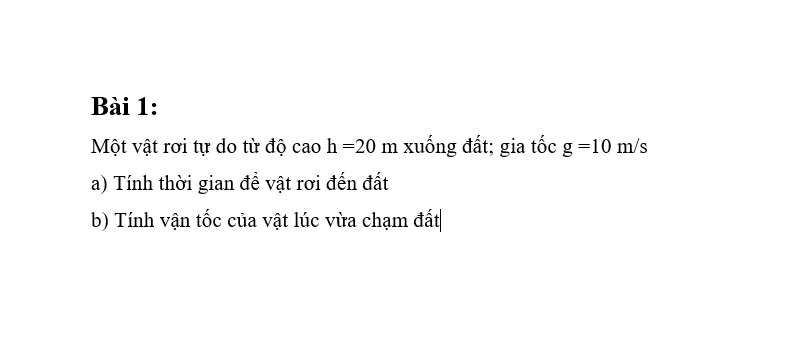 Bài 1:
Một vật rơi tự do từ độ cao h =20 m xuống đất; gia tốc g =10 m/s
a) Tính thời gian để vật rơi đến đất
b) Tính vận tốc của vật lúc vừa chạm đất